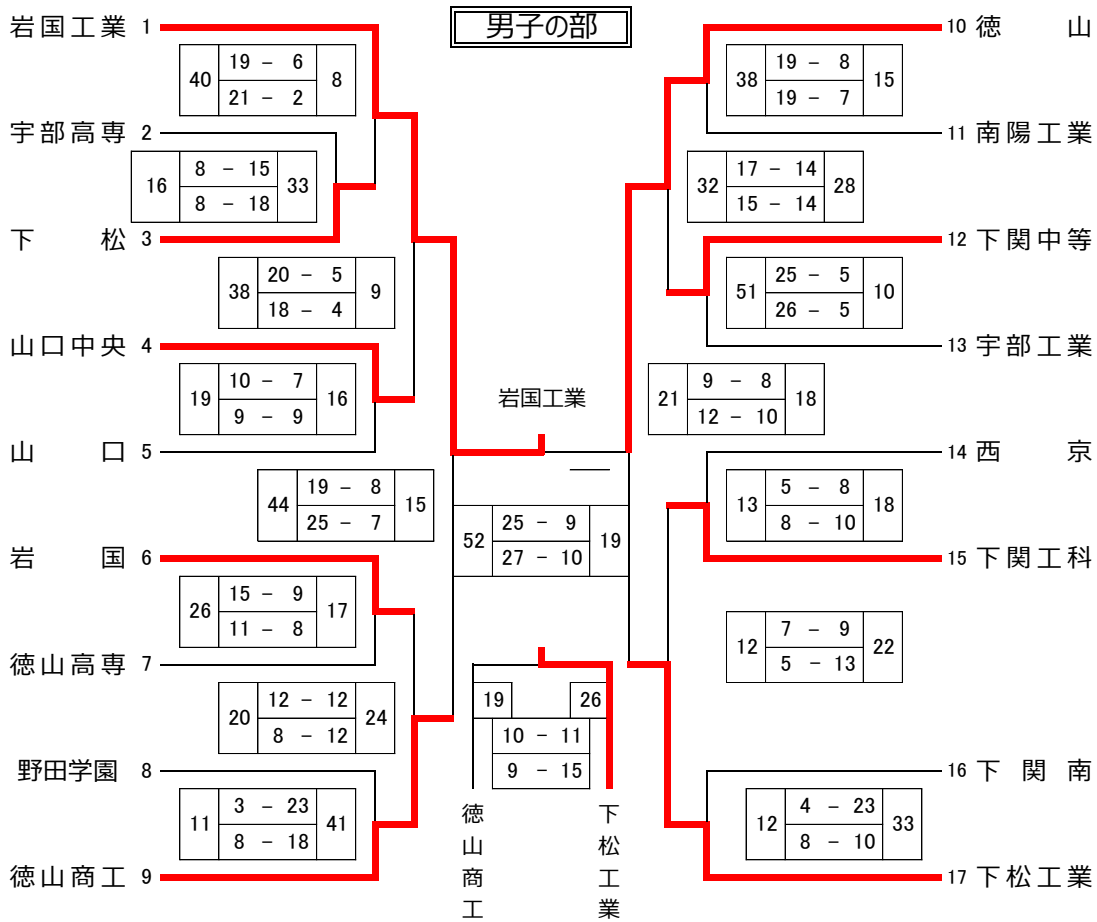 男子の部
岩国工業 1
40 19 - 6 8
21 - 2
宇部高専 2
16 8 - 15 33
8 - 18
下松 3
38 20 - 5 9
18 - 4
山口中央 4
19 10 - 7 16
9 - 9
山口 5
44 19 - 8 15
25 - 7
岩国 6
26 15 - 9 17
11 - 8
徳山高専 7
20 12 - 12 24
8 - 12
野田学園 8
11 3 - 23 41
8 - 18
徳山商工 9
岩国工業
52 25 - 9 19
27 - 10
19 26
10 - 11
9 - 15
徳山商工
下松工業
10 徳山
38 19 - 8 15
19 - 7
11 南陽工業
32 17 - 14 28
15 - 14
12 下関中等
51 25 - 5 10
26 - 5
13 宇部工業
21 9 - 8 18
12 - 10
14 西京
13 5 - 8 18
8 - 10
15 下関工科
12 7 - 9 22
5 - 13
16 下関南
12 4 - 23 33
8 - 10
17 下松工業